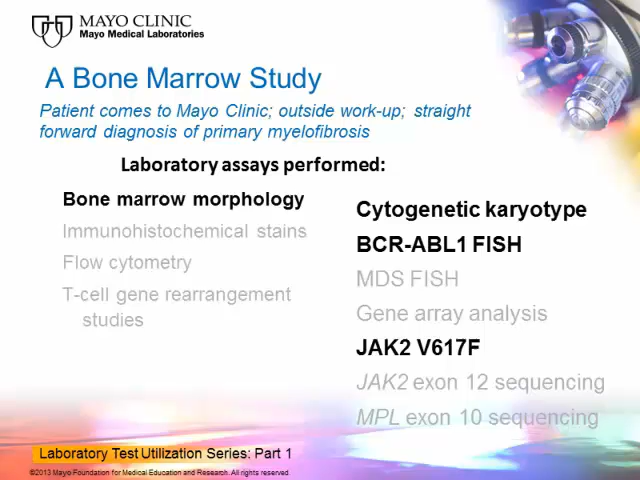 MAYO CLINIC
Mayo Medical Laboratories
A Bone Marrow Study
Patient comes to Mayo Clinic; outside work-up; straight
forward diagnosis of primary myelofibrosis
Laboratory assays performed:
Bone marrow morphology
Immunohistochemical stains
Flow cytometry
T-cell gene rearrangement
studies
Cytogenetic karyotype
BCR-ABL1 FISH
MDS FISH
Gene array analysis
JAK2 V617F
JAK2 exon 12 sequencing
MPL exon 10 sequencing
Laboratory Test Utilization Series: Part 1
©2013 Mayo Foundation for Medical Education and Research. All rights reserved.